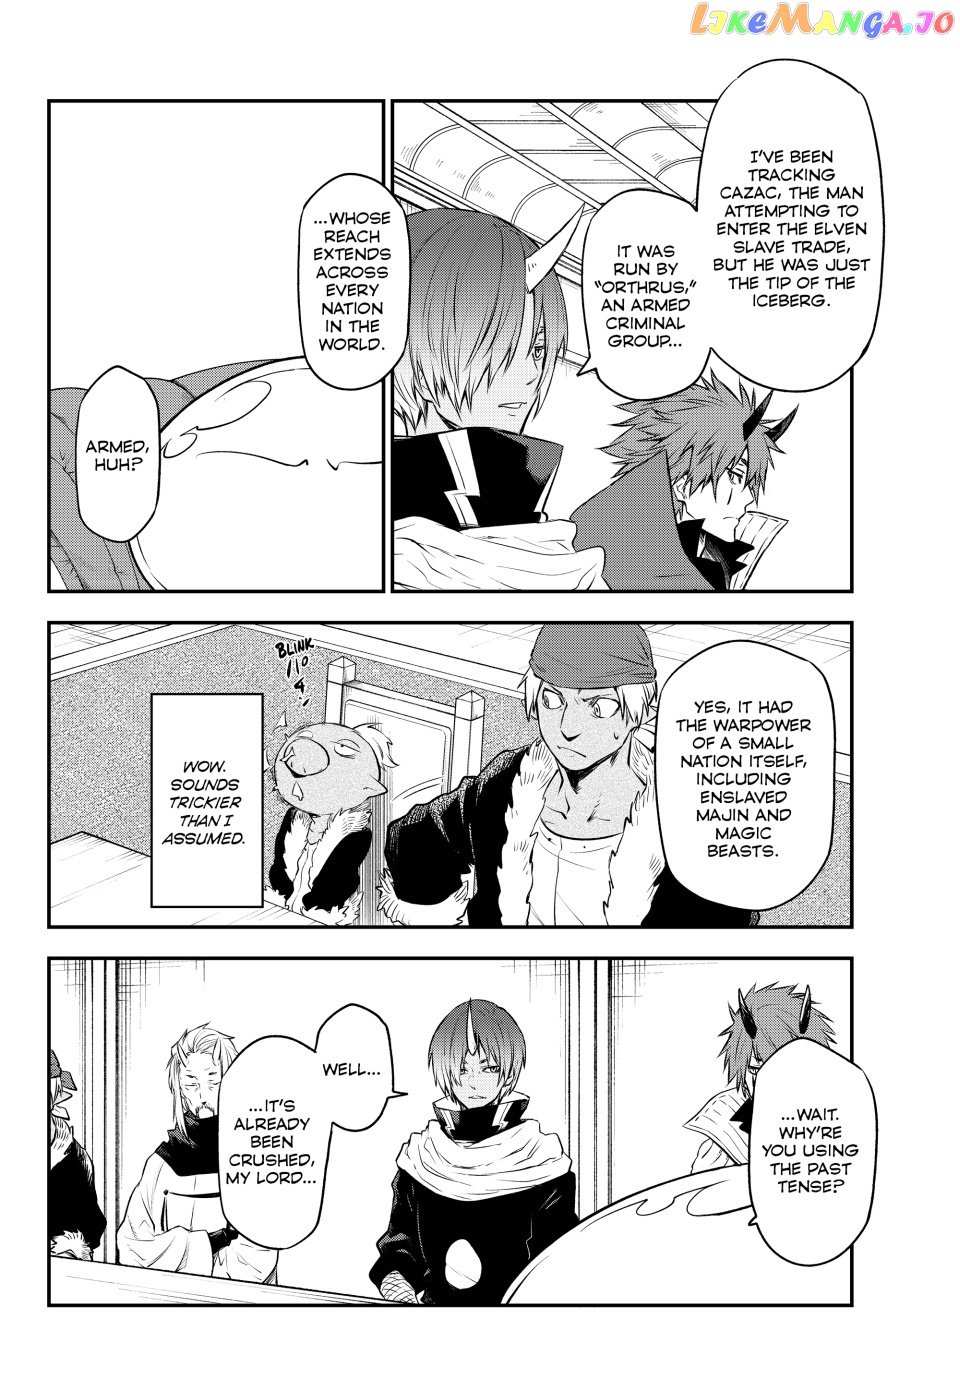 LIKEMANGA.IO
I'VE BEEN
TRACKING
CAZAC, THE MAN
ATTEMPTING TO
ENTER THE ELVEN
SLAVE TRADE,
BUT HE WAS JUST
THE TIP OF THE
ICEBERG.
IT WAS
RUN BY
"ORTHRUS,"
AN ARMED
CRIMINAL
GROUP...
...WHOSE
REACH
EXTENDS
ACROSS
EVERY
NATION
IN THE
WORLD.
ARMED,
HUH?
YES, IT HAD
THE WARPOWER
OF A SMALL
NATION ITSELF,
INCLUDING
ENSLAVED
MAJIN AND
MAGIC
BEASTS.
BLINK
WOW.
SOUNDS
TRICKIER
THAN I
ASSUMED.
...WAIT.
WHY'RE
YOU USING
THE PAST
TENSE?
WELL...
...IT'S
ALREADY
BEEN
CRUSHED,
MY LORD...